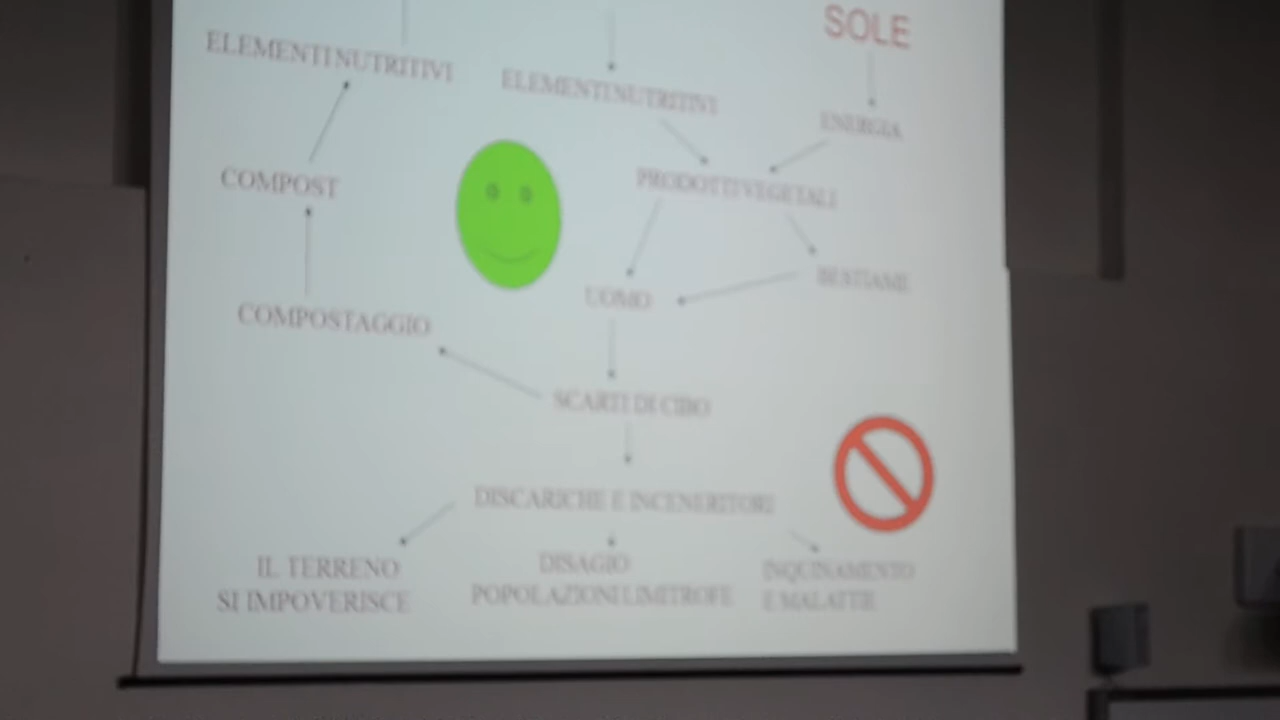 SOLE
ELEMENTI NUTRITIVI
ELEMENTI NUTRITIVI
ENERGIA
COMPOST
PRODOTTI VEGETALI
BESTIAME
UOMO
COMPOSTAGGIO
SCARTI DI CIBO
DISCARICHE E INCENERITORI
IL TERRENO
SI IMPOVERISCE
DISAGIO
POPOLAZIONI LIMITROFE
INQUINAMENTO
E MALATTIE